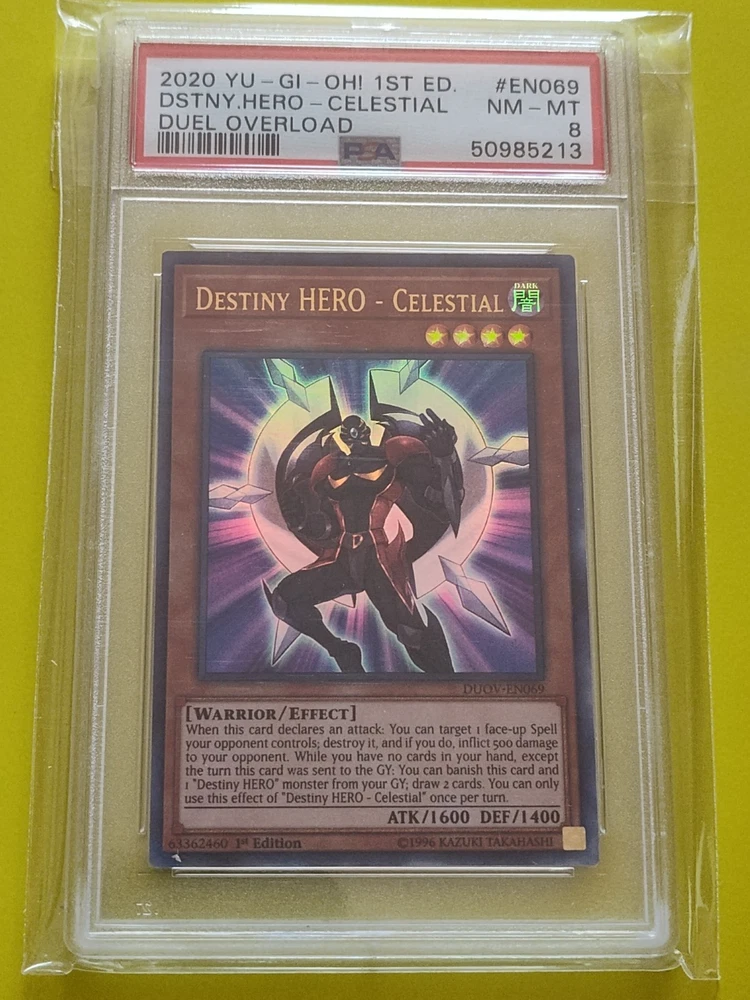 2020 YU-GI-OH! 1ST ED. #EN069
DSTNY.HERO-CELESTIAL NM-MT
DUEL OVERLOAD 8
PSA 50985213
DESTINY HERO - CELESTIAL
DARK
闇
DUOV-EN069
[WARRIOR/EFFECT]
When this card declares an attack: You can target 1 face-up Spell
your opponent controls; destroy it, and if you do, inflict 500 damage
to your opponent. While you have no cards in your hand, except
the turn this card was sent to the GY: You can banish this card and
1 "Destiny HERO" monster from your GY; draw 2 cards. You can only
use this effect of "Destiny HERO - Celestial" once per turn.
ATK/1600 DEF/1400
63362460 1st Edition ©1996 KAZUKI TAKAHASHI